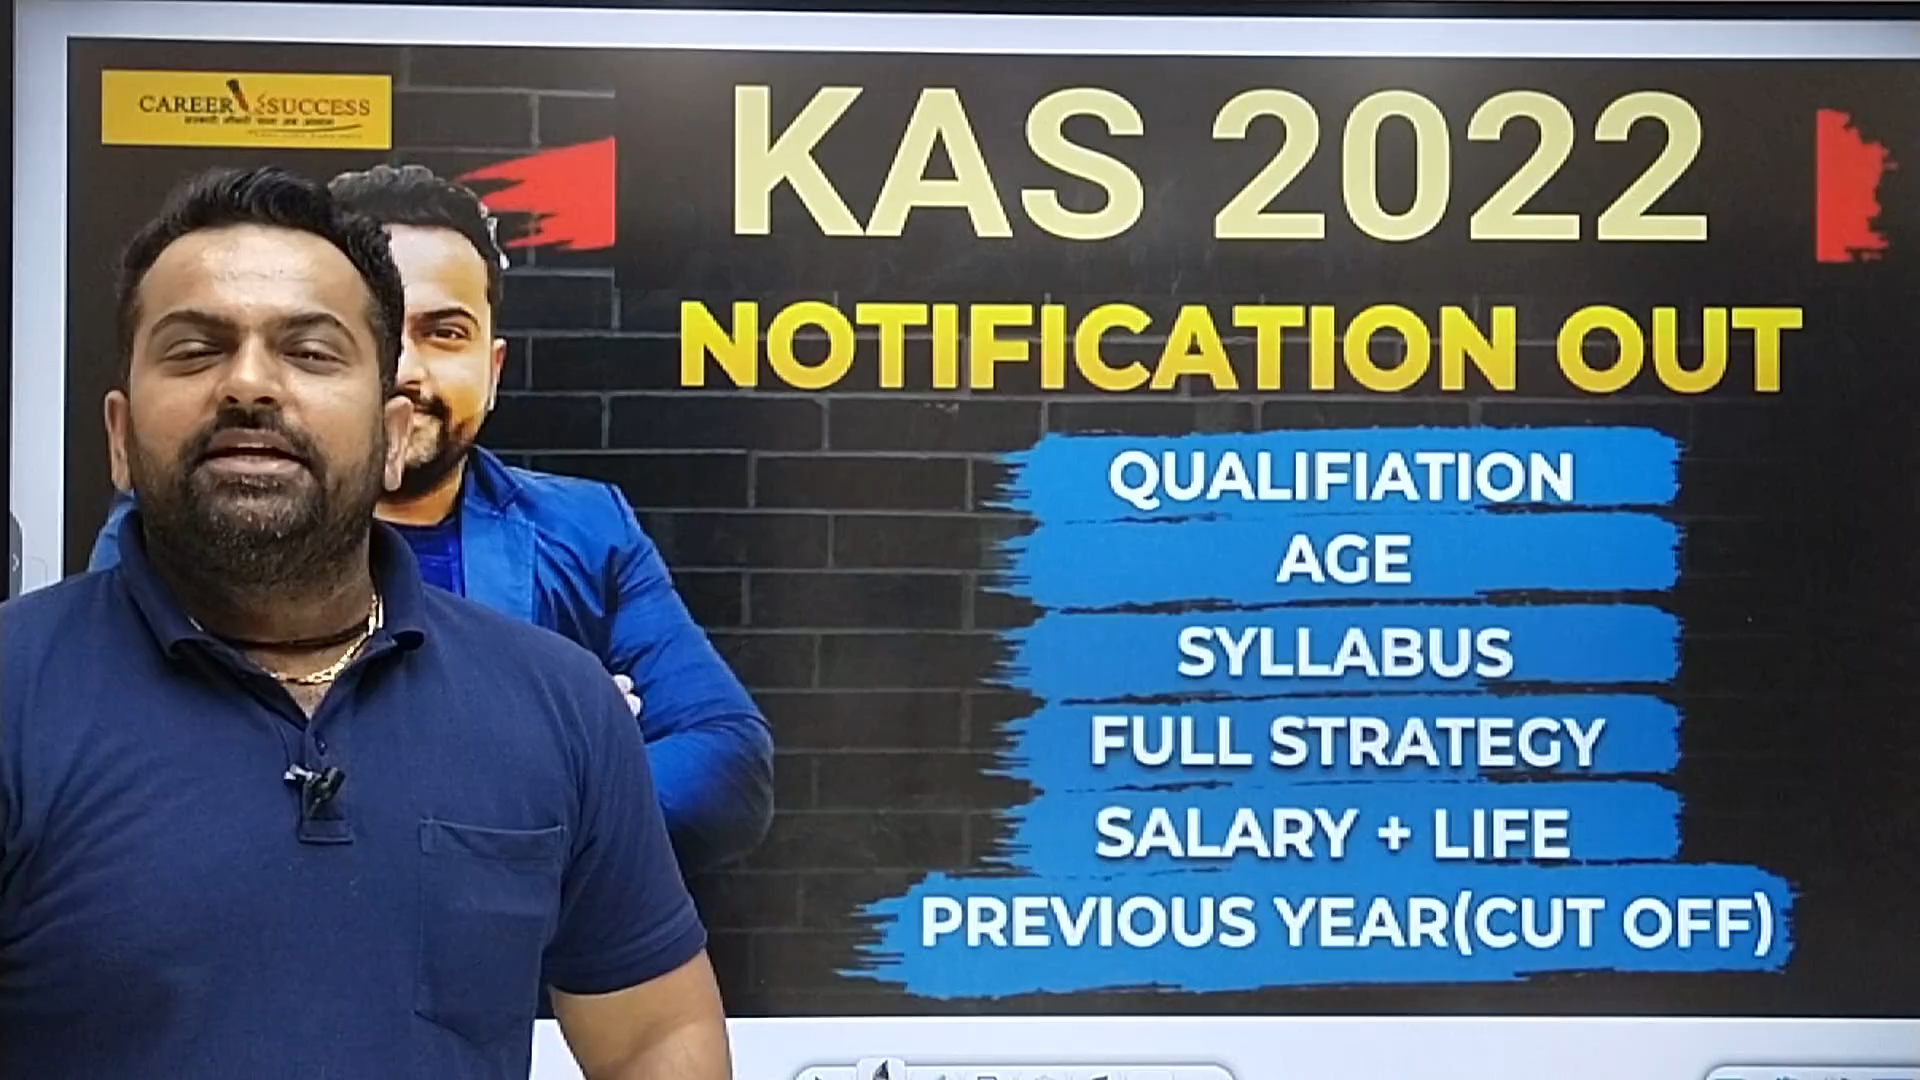 CAREER SUCCESS
KAS 2022
NOTIFICATION OUT
QUALIFIATION
AGE
SYLLABUS
FULL STRATEGY
SALARY + LIFE
PREVIOUS YEAR(CUT OFF)